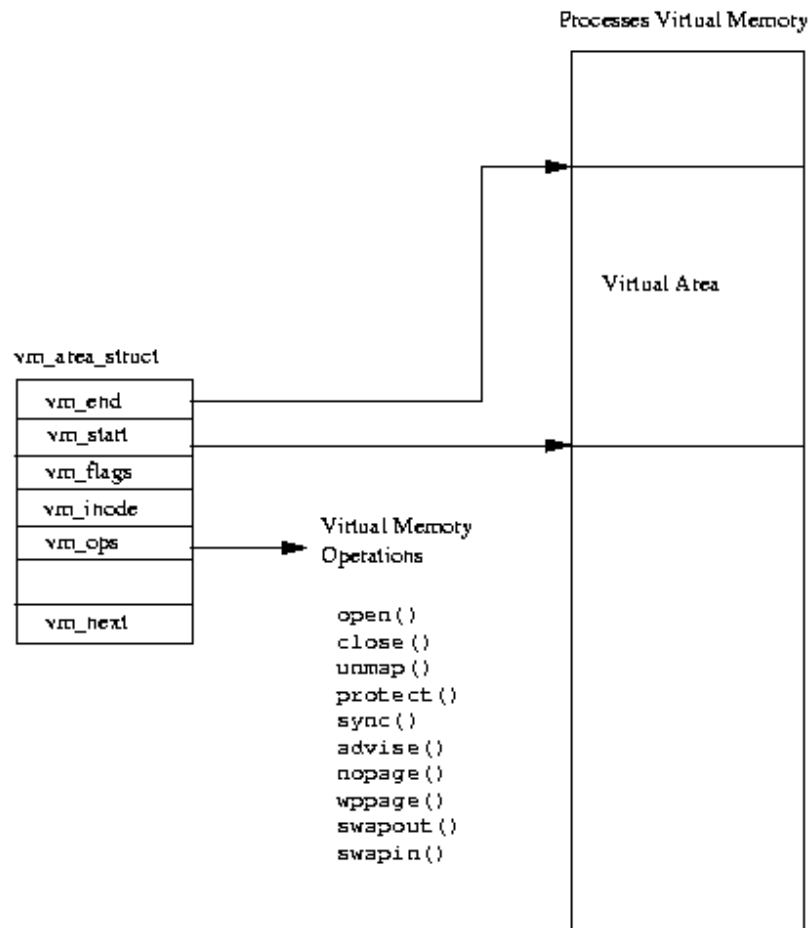 Processes Virtual Memory
Virtual Area
vm_area_struct
vm_end
vm_start
vm_flags
vm_inode
vm_ops
vm_next
Virtual Memory
Operations
open()
close()
unmap()
protect()
sync()
advise()
nopage()
wppage()
swapout()
swapin()